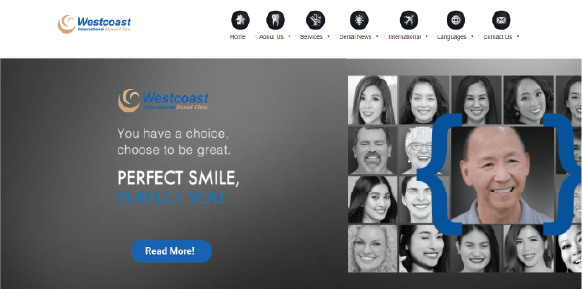 Westcoast
International Dental Clinic
Home About Us Services Dental News International Languages Contact Us
Westcoast
International Dental Clinic
You have a choice,
choose to be great.
PERFECT SMILE,
PERFECT YOU
Read More!